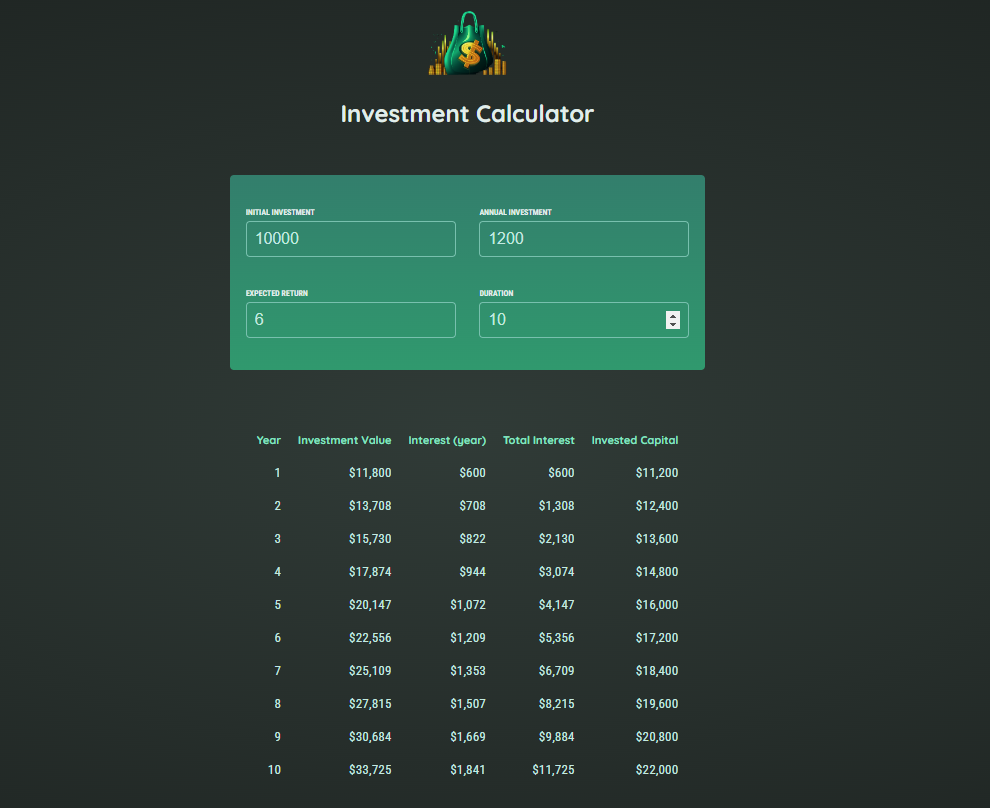 $
Investment Calculator
INITIAL INVESTMENT ANNUAL INVESTMENT
10000 1200
EXPECTED RETURN DURATION
6 10
Year Investment Value Interest (year) Total Interest Invested Capital
1 $11,800 $600 $600 $11,200
2 $13,708 $708 $1,308 $12,400
3 $15,730 $822 $2,130 $13,600
4 $17,874 $944 $3,074 $14,800
5 $20,147 $1,072 $4,147 $16,000
6 $22,556 $1,209 $5,356 $17,200
7 $25,109 $1,353 $6,709 $18,400
8 $27,815 $1,507 $8,215 $19,600
9 $30,684 $1,669 $9,884 $20,800
10 $33,725 $1,841 $11,725 $22,000